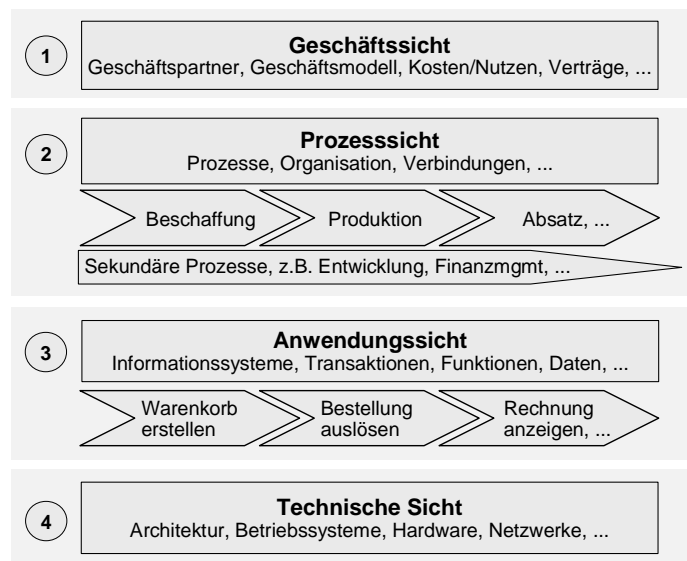 1
Geschäftssicht
Geschäftspartner, Geschäftsmodell, Kosten/Nutzen, Verträge, ...
2
Prozesssicht
Prozesse, Organisation, Verbindungen, ...
Beschaffung
Produktion
Absatz, ...
Sekundäre Prozesse, z.B. Entwicklung, Finanzmgmt, ...
3
Anwendungssicht
Informationssysteme, Transaktionen, Funktionen, Daten, ...
Warenkorb
erstellen
Bestellung
auslösen
Rechnung
anzeigen, ...
4
Technische Sicht
Architektur, Betriebssysteme, Hardware, Netzwerke, ...